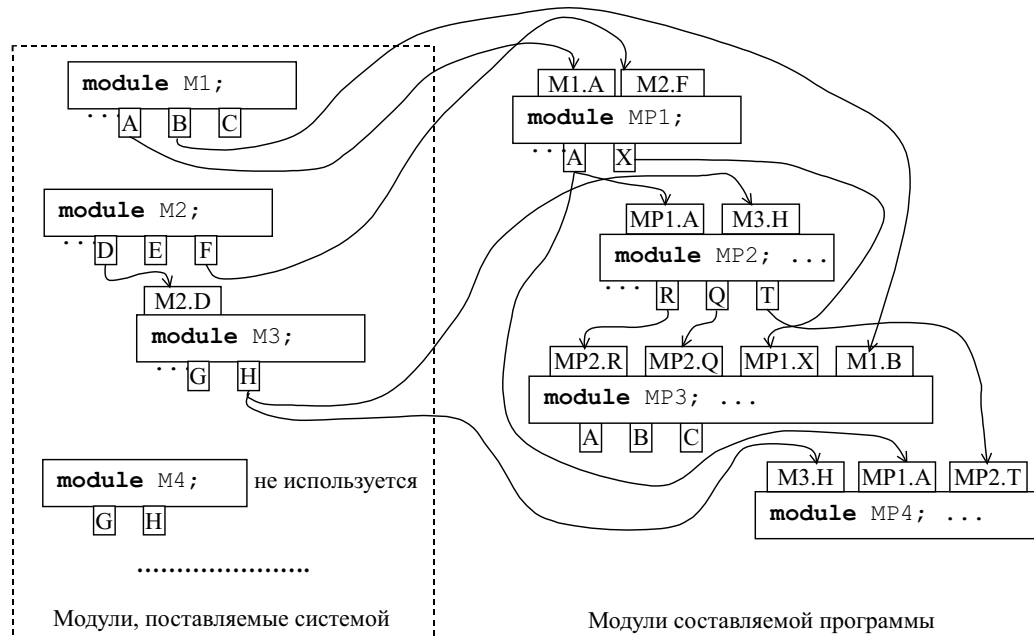 module M1;
... A B C
module M2;
... D E F
M2.D
module M3;
... G H
module M4;
не используется
G H
......................
Модули, поставляемые системой
M1.A M2.F
module MP1;
... A X
MP1.A M3.H
module MP2; ...
... R Q T
MP2.R MP2.Q MP1.X M1.B
module MP3; ...
A B C
M3.H MP1.A MP2.T
module MP4; ...
Модули составляемой программы